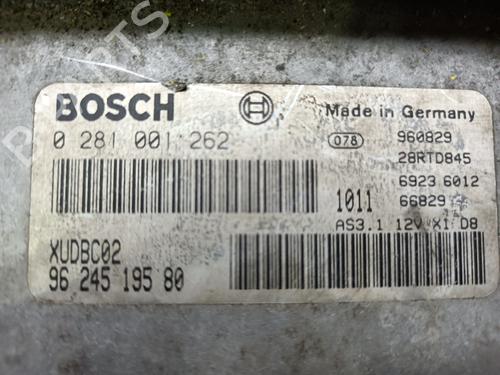 BOSCH
Made in Germany
0 281 001 262
078 960829
28RTD845
6923 6012
1011 66829
AS3.1 12V X1 D8
XUDBC02
96 245 195 80
PARTS